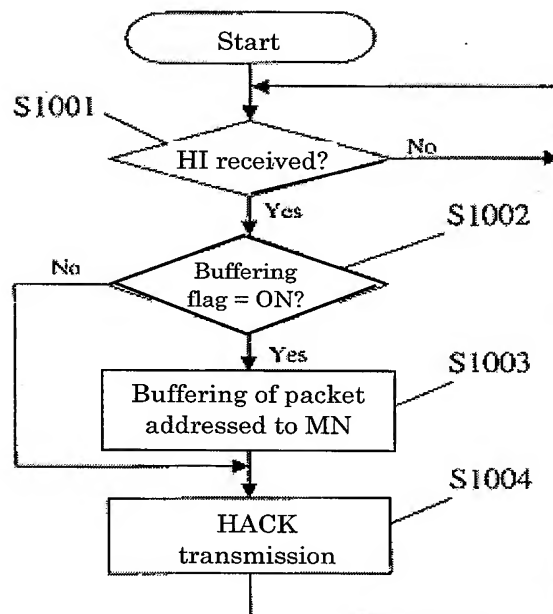 Start
S1001
HI received?
No
Yes
S1002
No
Buffering
flag = ON?
Yes
S1003
Buffering of packet
addressed to MN
S1004
HACK
transmission